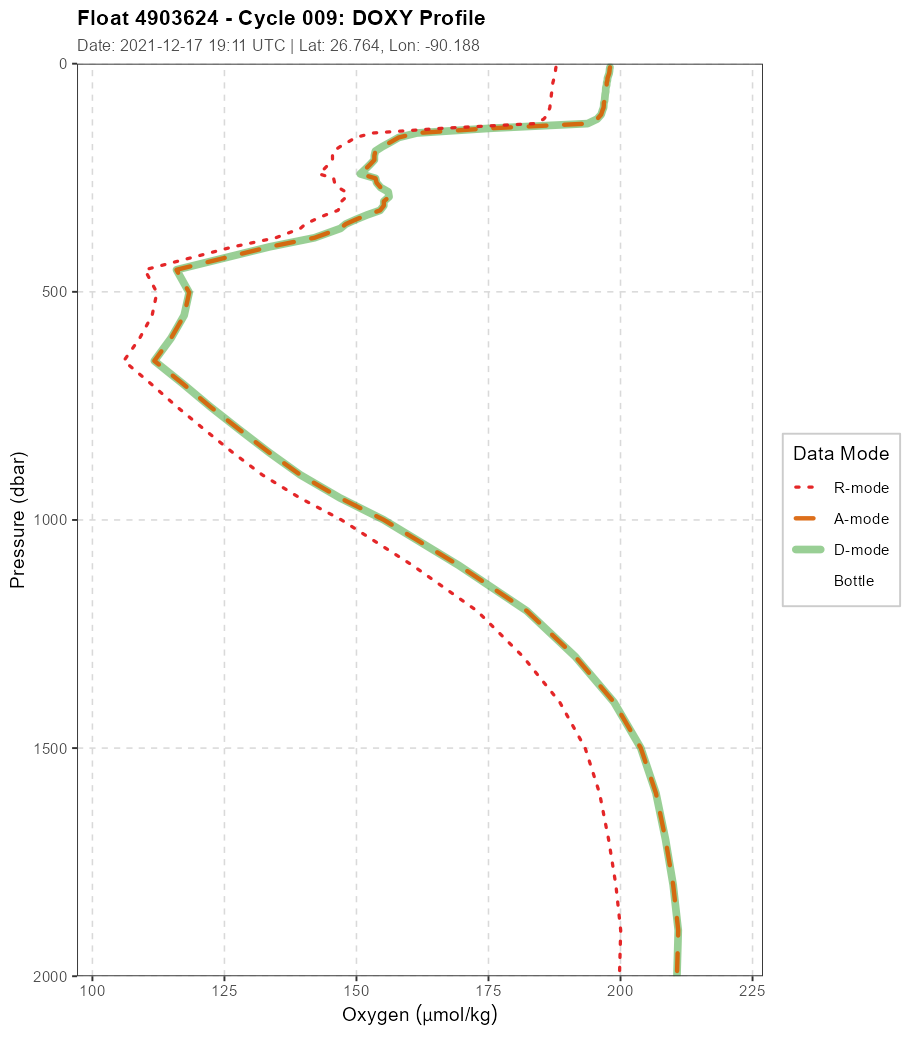 Float 4903624 - Cycle 009: DOXY Profile
Date: 2021-12-17 19:11 UTC | Lat: 26.764, Lon: -90.188
0
500
1000
1500
2000
Pressure (dbar)
100 125 150 175 200 225
Oxygen (μmol/kg)
Data Mode
R-mode
A-mode
D-mode
Bottle